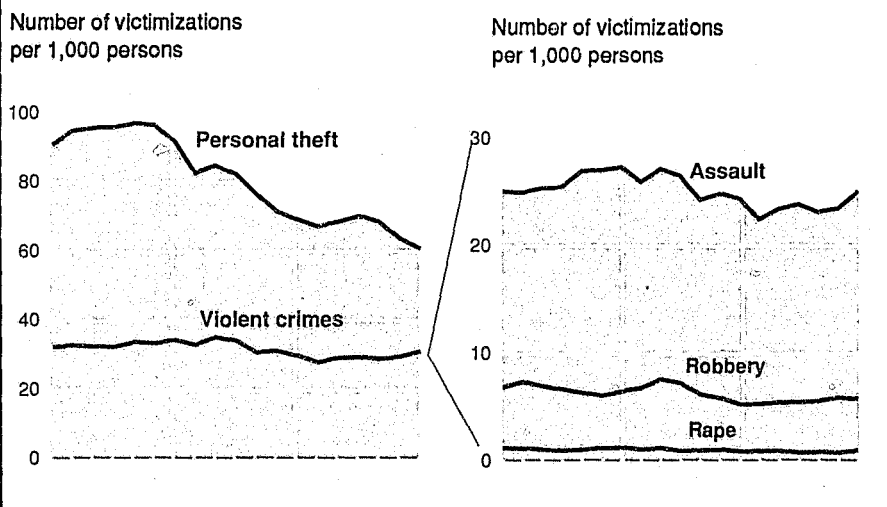 Number of victimizations
per 1,000 persons
100
80
60
40
20
0
Personal theft
Violent crimes
Number of victimizations
per 1,000 persons
30
20
10
0
Assault
Robbery
Rape